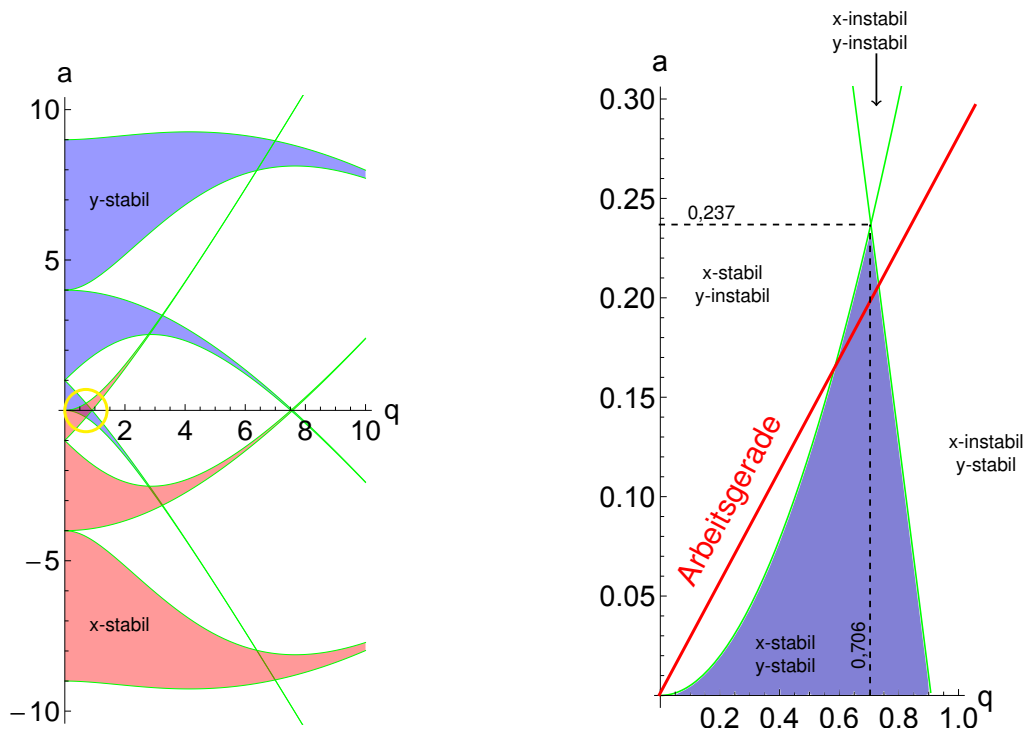 a
10
5
−5
−10
2
4
6
8
10
q
y-stabil
x-stabil
x-instabil
y-instabil
a
0.30
0.25
0.20
0.15
0.10
0.05
0,237
x-stabil
y-instabil
Arbeitsgerade
x-instabil
y-stabil
x-stabil
y-stabil
0,706
0.2
0.4
0.6
0.8
1.0
q